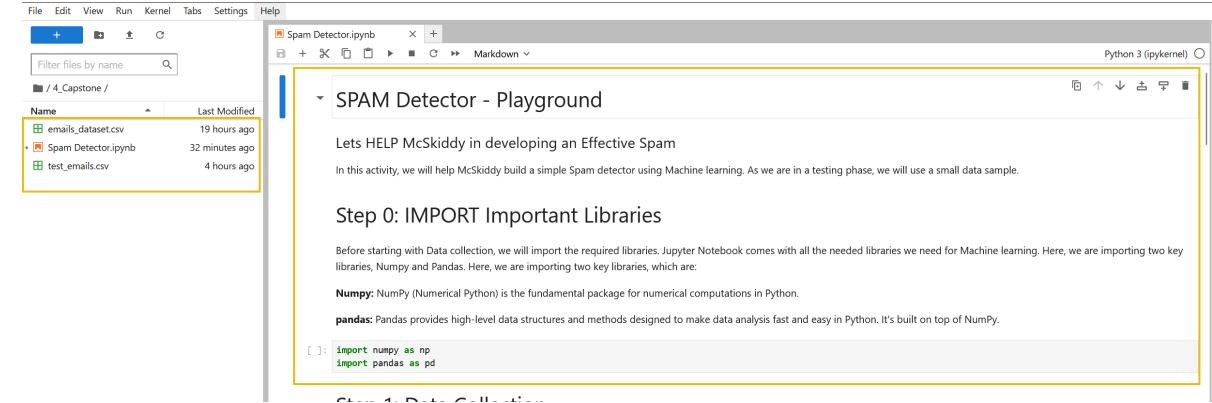 File Edit View Run Kernel Tabs Settings Help
+
Filter files by name
/ 4_Capstone /
Name Last Modified
emails_dataset.csv 19 hours ago
Spam Detector.ipynb 32 minutes ago
test_emails.csv 4 hours ago
Spam Detector.ipynb × +
Markdown
Python 3 (ipykernel)
SPAM Detector - Playground
Lets HELP McSkiddy in developing an Effective Spam
In this activity, we will help McSkiddy build a simple Spam detector using Machine learning. As we are in a testing phase, we will use a small data sample.
Step 0: IMPORT Important Libraries
Before starting with Data collection, we will import the required libraries. Jupyter Notebook comes with all the needed libraries we need for Machine learning. Here, we are importing two key
libraries, Numpy and Pandas. Here, we are importing two key libraries, which are:
Numpy: NumPy (Numerical Python) is the fundamental package for numerical computations in Python.
pandas: Pandas provides high-level data structures and methods designed to make data analysis fast and easy in Python. It's built on top of NumPy.
[ ]: import numpy as np
import pandas as pd
Step 1: Data Collection